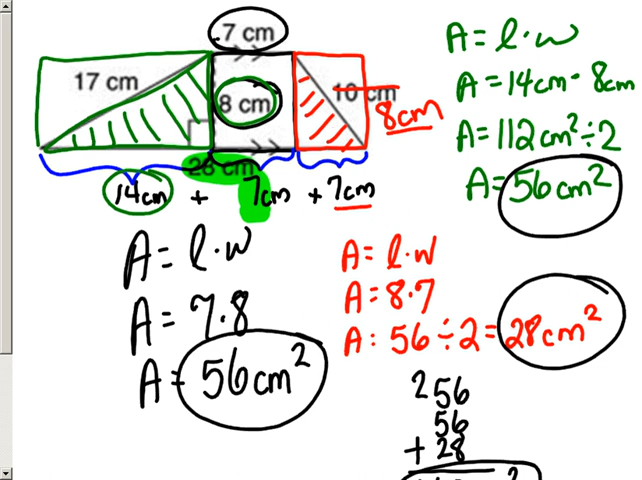 7 cm
17 cm
8 cm
10 cm
8cm
28 cm
14cm + 7cm + 7cm
A = l · w
A = 14cm - 8cm
A = 112cm² ÷ 2
A = 56cm²
A = l · w
A = 7 · 8
A = 56cm²
A = l · w
A = 8 · 7
A: 56 ÷ 2 = 28cm²
2 56
56
+ 28